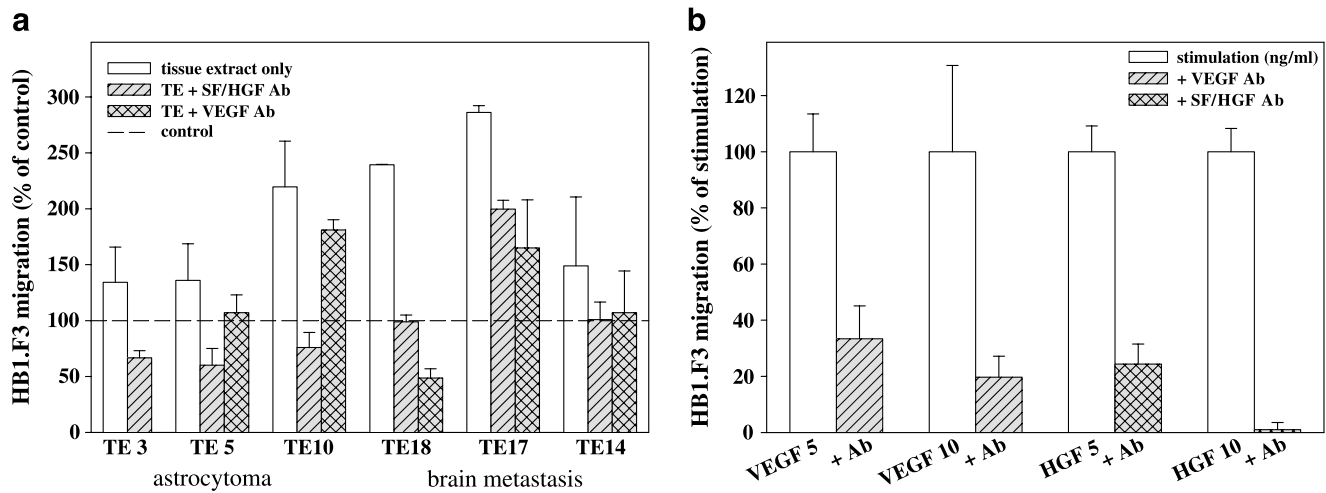 a
HB1.F3 migration (% of control)
tissue extract only
TE + SF/HGF Ab
TE + VEGF Ab
control
300
250
200
150
100
50
0
TE 3 TE 5 TE10 TE18 TE17 TE14
astrocytoma brain metastasis
b
HB1.F3 migration (% of stimulation)
stimulation (ng/ml)
+ VEGF Ab
+ SF/HGF Ab
120
100
80
60
40
20
0
VEGF 5 + Ab VEGF 10 + Ab HGF 5 + Ab HGF 10 + Ab